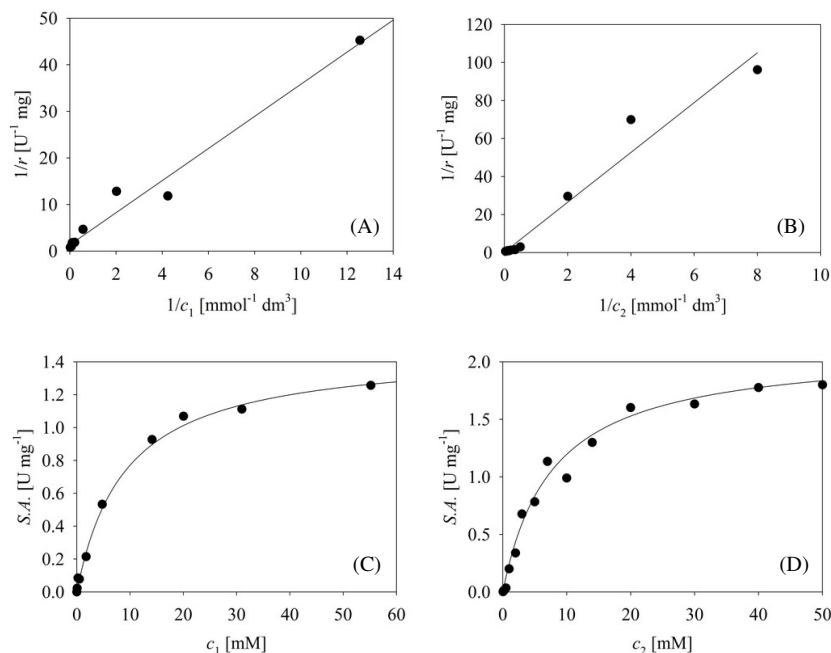 50
40
30
20
10
0
1/r [U⁻¹ mg]
0 2 4 6 8 10 12 14
1/c₁ [mmol⁻¹ dm³]
(A)
120
100
80
60
40
20
0
1/r [U⁻¹ mg]
0 2 4 6 8 10
1/c₂ [mmol⁻¹ dm³]
(B)
1.4
1.2
1.0
0.8
0.6
0.4
0.2
0.0
S.A. [U mg⁻¹]
0 10 20 30 40 50 60
c₁ [mM]
(C)
2.0
1.5
1.0
0.5
0.0
S.A. [U mg⁻¹]
0 10 20 30 40 50
c₂ [mM]
(D)